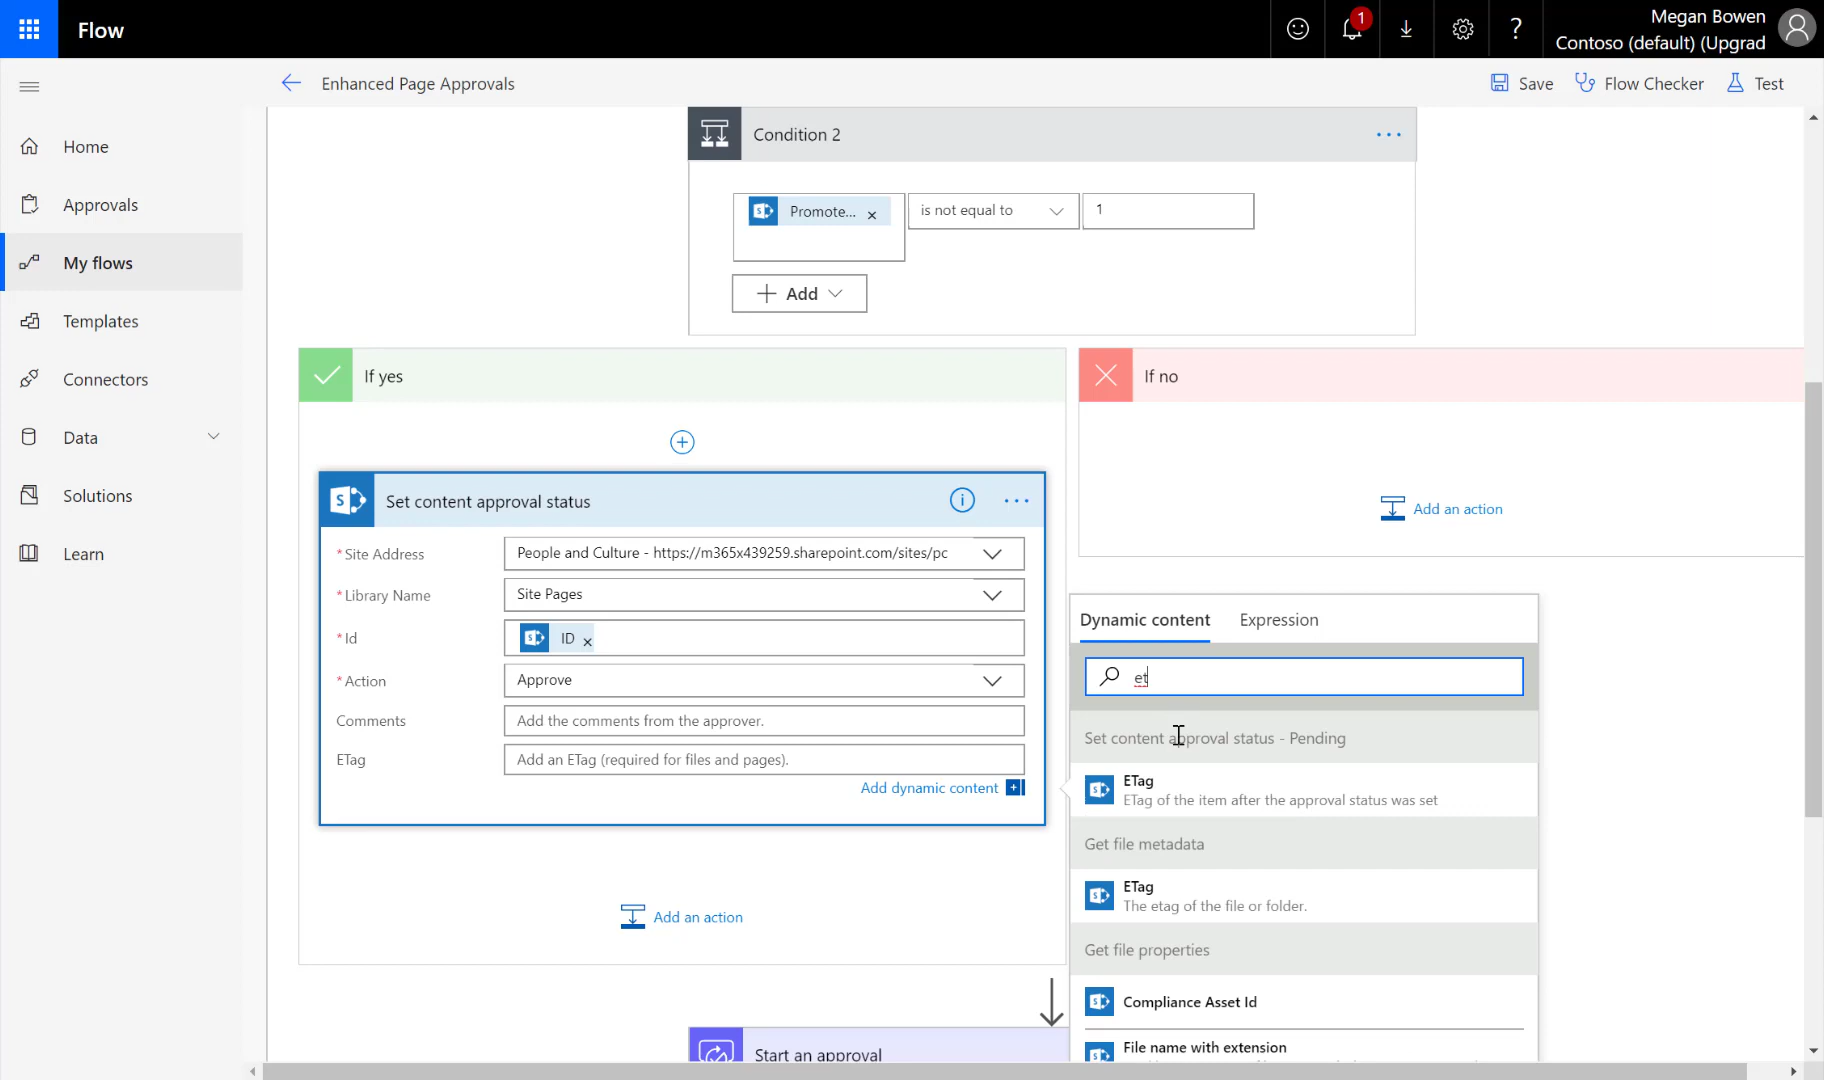 Flow
1
?
Megan Bowen
Contoso (default) (Upgrad
Enhanced Page Approvals
Save
Flow Checker
Test
Home
Approvals
My flows
Templates
Connectors
Data
Solutions
Learn
Condition 2
Promote... ×
is not equal to
1
Add
If yes
If no
Set content approval status
*Site Address
People and Culture - https://m365x439259.sharepoint.com/sites/pc
*Library Name
Site Pages
*Id
ID ×
*Action
Approve
Comments
Add the comments from the approver.
ETag
Add an ETag (required for files and pages).
Add dynamic content
Add an action
Add an action
Dynamic content
Expression
et
Set content approval status - Pending
ETag
ETag of the item after the approval status was set
Get file metadata
ETag
The etag of the file or folder.
Get file properties
Compliance Asset Id
File name with extension
Start an approval